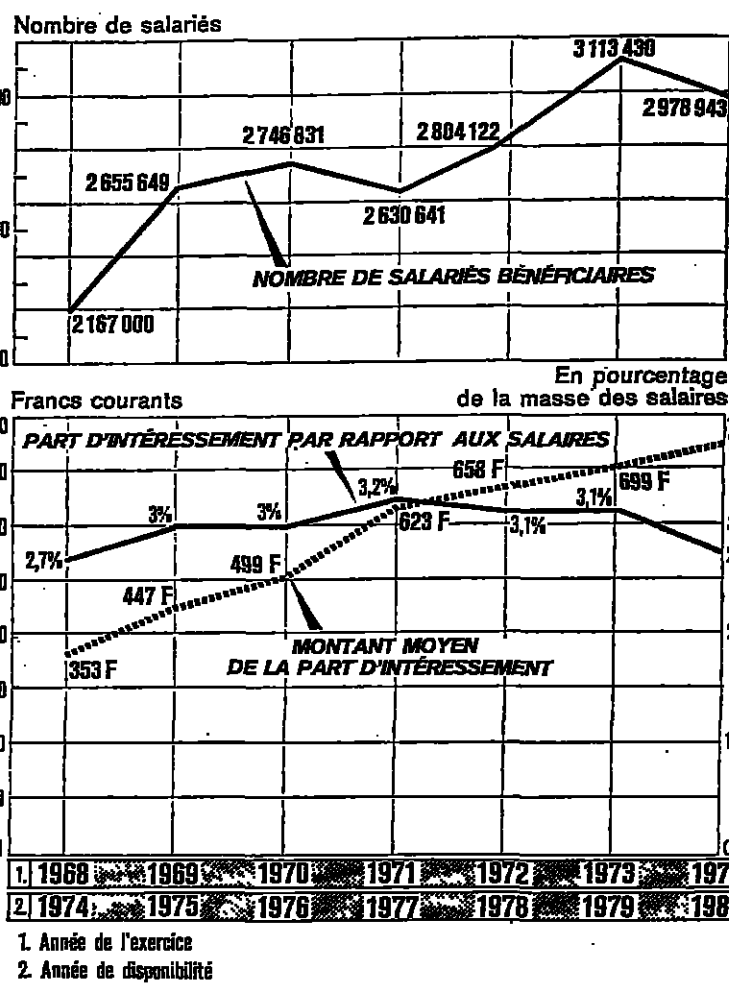 Nombre de salariés
3 113 430
2 978 943
2 746 831
2 804 122
2 655 649
2 630 641
NOMBRE DE SALARIÉS BÉNÉFICIAIRES
2 167 000
En pourcentage
Francs courants
de la masse des salaires
PART D'INTÉRESSEMENT PAR RAPPORT AUX SALAIRES
658 F
699 F
3,2%
3,1%
3%
3%
623 F
3,1%
2,7%
499 F
447 F
MONTANT MOYEN
DE LA PART D'INTÉRESSEMENT
353 F
1. 1968 1969 1970 1971 1972 1973 197
2. 1974 1975 1976 1977 1978 1979 198
1. Année de l'exercice
2. Année de disponibilité